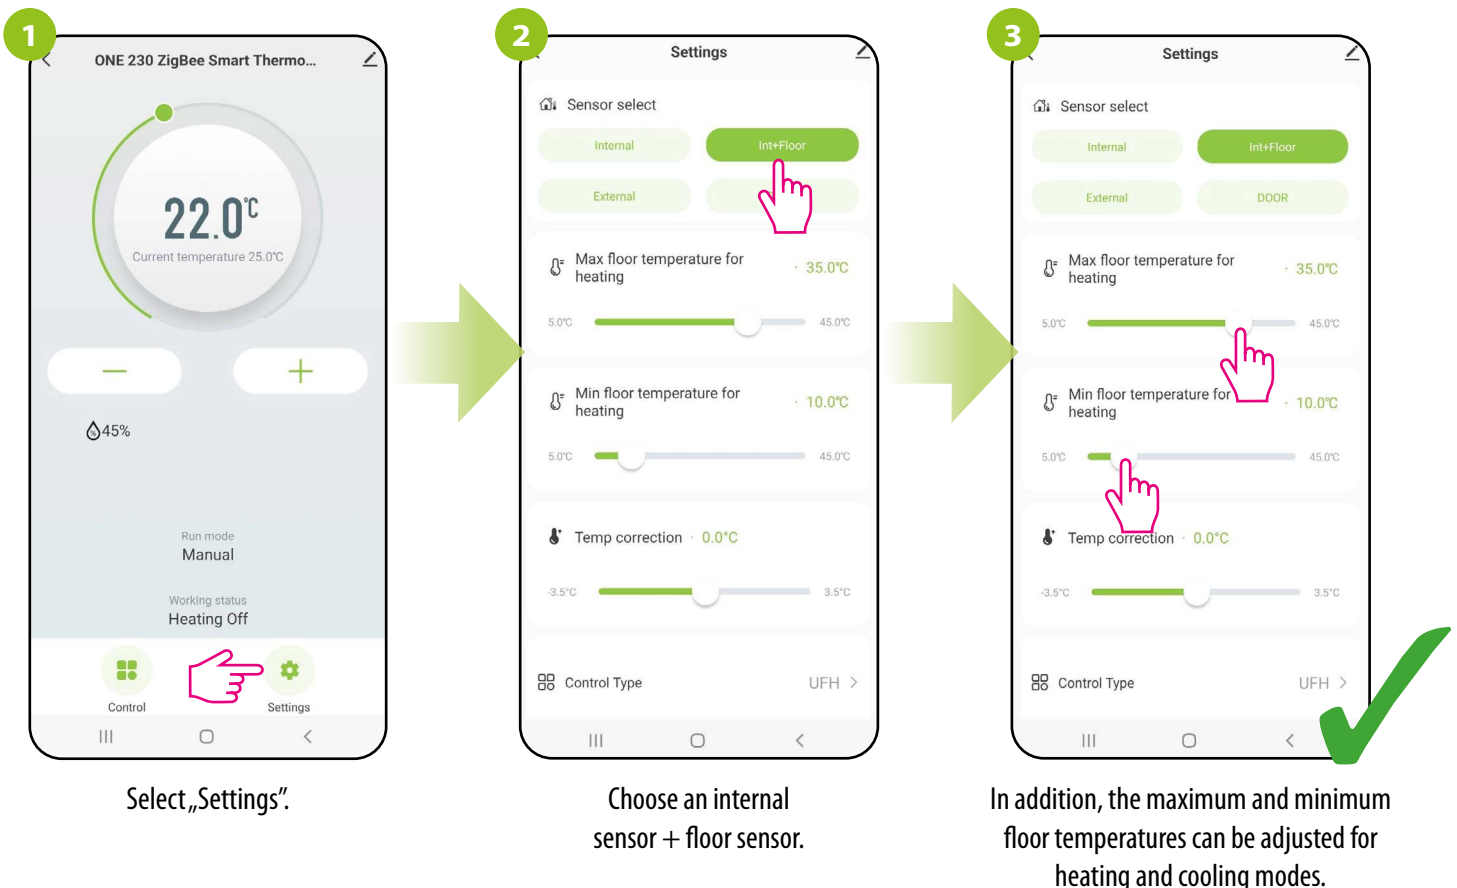 1
ONE 230 ZigBee Smart Thermo...
22.0°C
Current temperature 25.0°C
45%
Run mode
Manual
Working status
Heating Off
Control
Settings
Select „Settings”.
2
Settings
Sensor select
Internal
Int+Floor
External
Max floor temperature for
heating
· 35.0°C
5.0°C
45.0°C
Min floor temperature for
heating
· 10.0°C
5.0°C
45.0°C
Temp correction · 0.0°C
-3.5°C
3.5°C
Control Type
UFH >
Choose an internal
sensor + floor sensor.
3
Settings
Sensor select
Internal
Int+Floor
External
DOOR
Max floor temperature for
heating
· 35.0°C
5.0°C
45.0°C
Min floor temperature for
heating
· 10.0°C
5.0°C
45.0°C
Temp correction · 0.0°C
-3.5°C
3.5°C
Control Type
UFH >
In addition, the maximum and minimum
floor temperatures can be adjusted for
heating and cooling modes.